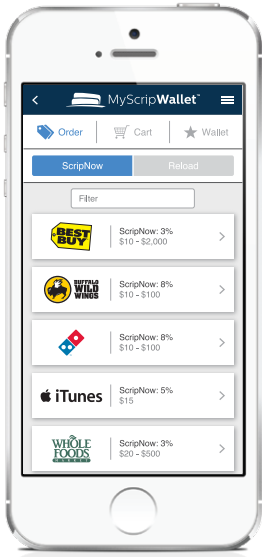 MyScripWallet™
Order
Cart
Wallet
ScripNow
Reload
Filter
BEST
BUY
ScripNow: 3%
$10 - $2,000
BUFFALO
WILD
WINGS
ScripNow: 8%
$10 - $100
ScripNow: 8%
$10 - $100
iTunes
ScripNow: 5%
$15
WHOLE
FOODS
MARKET
ScripNow: 3%
$20 - $500